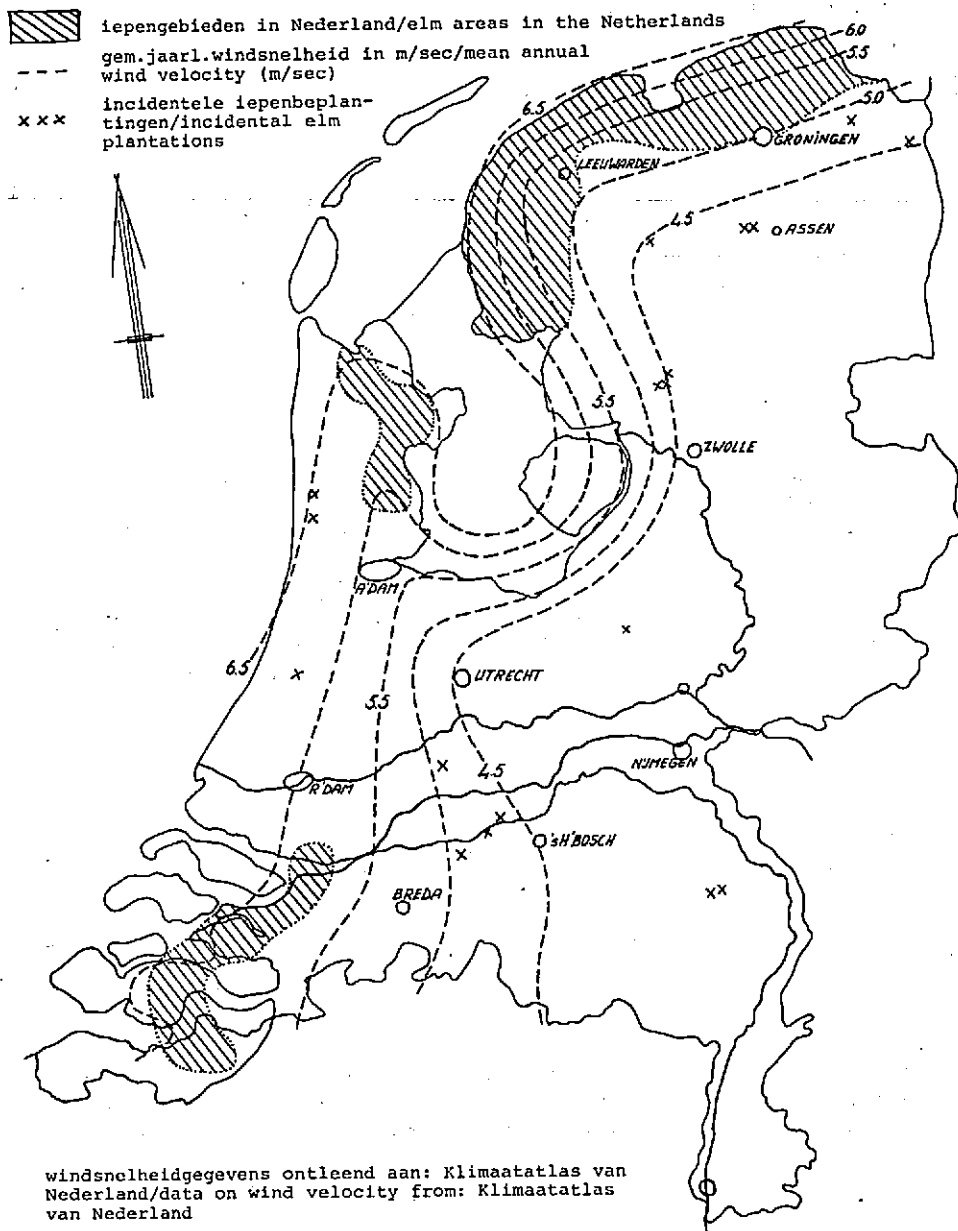 iepengebieden in Nederland/elm areas in the Netherlands
gem.jaarl.windsnelheid in m/sec/mean annual
wind velocity (m/sec)
incidentele iepenbeplan-
tingen/incidental elm
plantations
x x x
6.0
5.5
6.5
5.0
GRONINGEN
LEEUWARDEN
4.5
ASSEN
5.5
ZWOLLE
A'DAM
6.5
UTRECHT
5.5
NIJMEGEN
4.5
R'DAM
'sH'BOSCH
BREDA
windsnelheidgegevens ontleend aan: Klimaatatlas van
Nederland/data on wind velocity from: Klimaatatlas
van Nederland